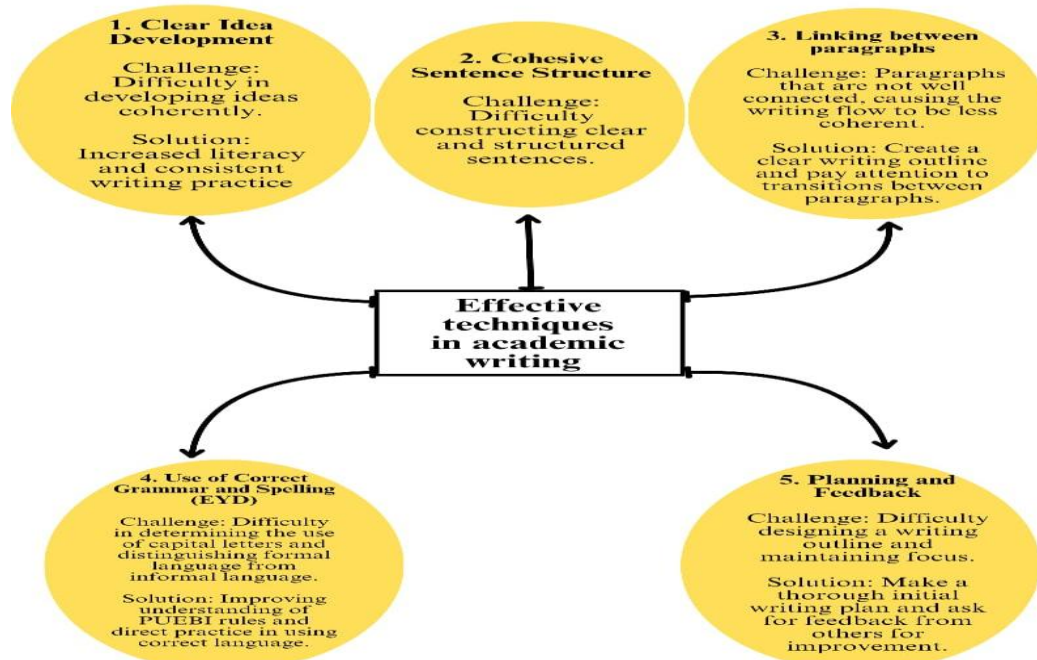 1. Clear Idea
Development
Challenge:
Difficulty in
developing ideas
coherently.
Solution:
Increased literacy
and consistent
writing practice
2. Cohesive
Sentence Structure
Challenge:
Difficulty
constructing clear
and structured
sentences.
3. Linking between
paragraphs
Challenge: Paragraphs
that are not well
connected, causing the
writing flow to be less
coherent.
Solution: Create a
clear writing outline
and pay attention to
transitions between
paragraphs.
Effective
techniques
in academic
writing
4. Use of Correct
Grammar and Spelling
(EYD)
Challenge: Difficulty
in determining the use
of capital letters and
distinguishing formal
language from
informal language.
Solution: Improving
understanding of
PUEBI rules and
direct practice in using
correct language.
5. Planning and
Feedback
Challenge: Difficulty
designing a writing
outline and
maintaining focus.
Solution: Make a
thorough initial
writing plan and ask
for feedback from
others for
improvement.